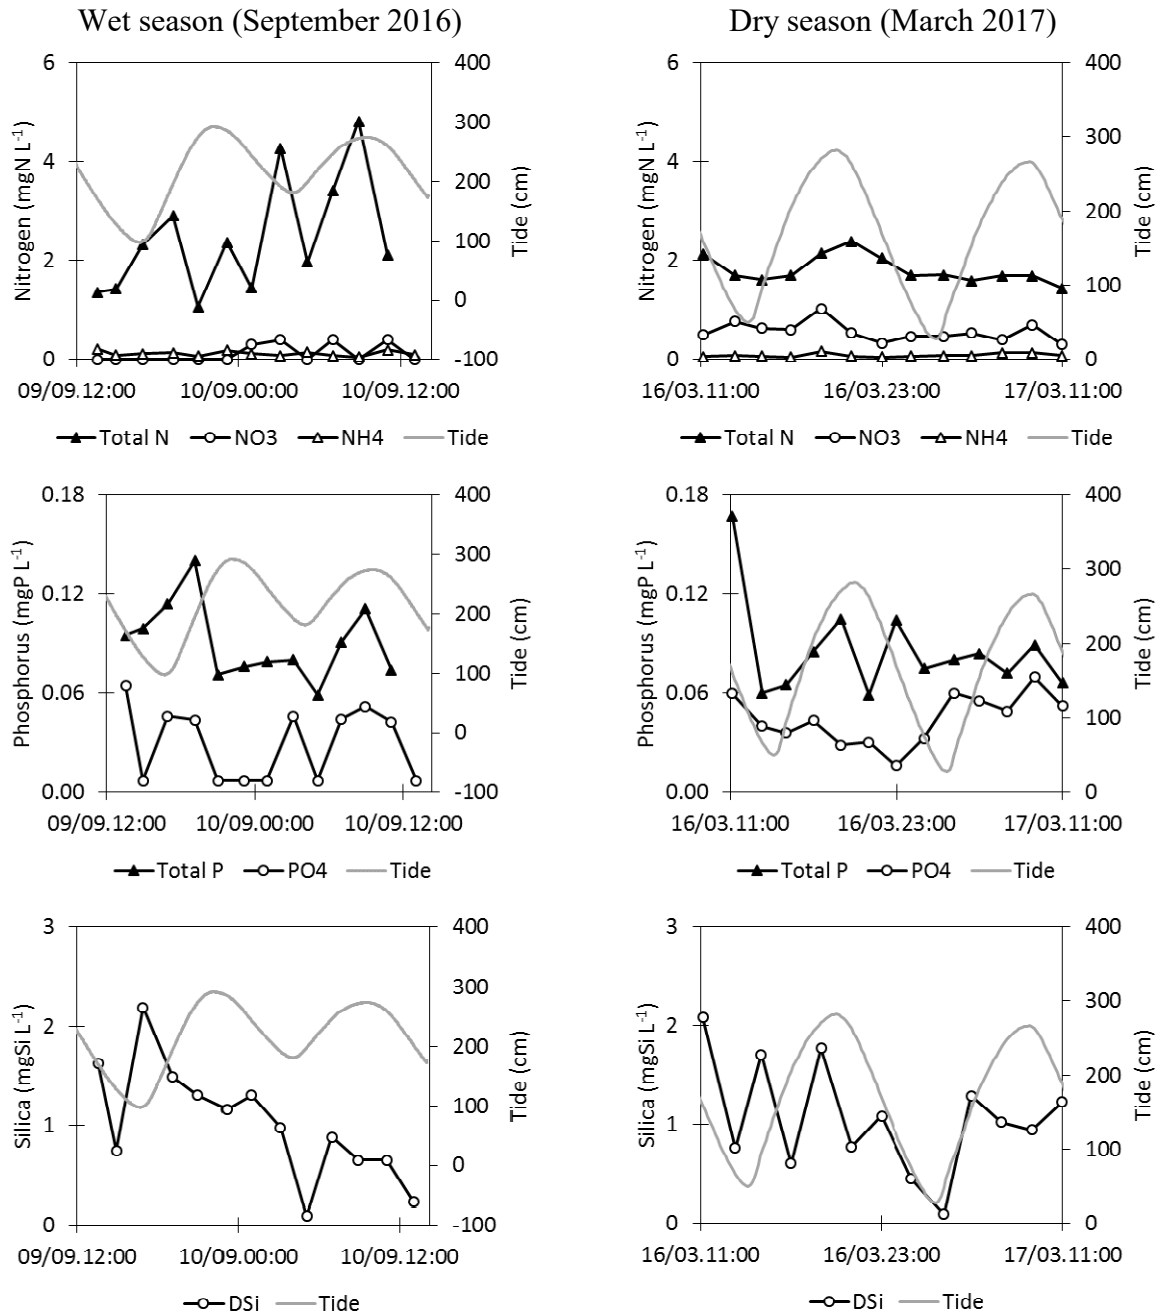 Wet season (September 2016)
Dry season (March 2017)
Nitrogen (mgN L-1)
6
4
2
0
400
300
200
100
0
-100
Tide (cm)
09/09.12:00 10/09.00:00 10/09.12:00
Total N NO3 NH4 Tide
Nitrogen (mgN L-1)
6
4
2
0
400
300
200
100
0
Tide (cm)
16/03.11:00 16/03.23:00 17/03.11:00
Total N NO3 NH4 Tide
Phosphorus (mgP L-1)
0.18
0.12
0.06
0.00
400
300
200
100
0
-100
Tide (cm)
09/09.12:00 10/09.00:00 10/09.12:00
Total P PO4 Tide
Phosphorus (mgP L-1)
0.18
0.12
0.06
0.00
400
300
200
100
0
Tide (cm)
16/03.11:00 16/03.23:00 17/03.11:00
Total P PO4 Tide
Silica (mgSi L-1)
3
2
1
0
400
300
200
100
0
-100
Tide (cm)
09/09.12:00 10/09.00:00 10/09.12:00
DSi Tide
Silica (mgSi L-1)
3
2
1
0
400
300
200
100
0
Tide (cm)
16/03.11:00 16/03.23:00 17/03.11:00
DSi Tide